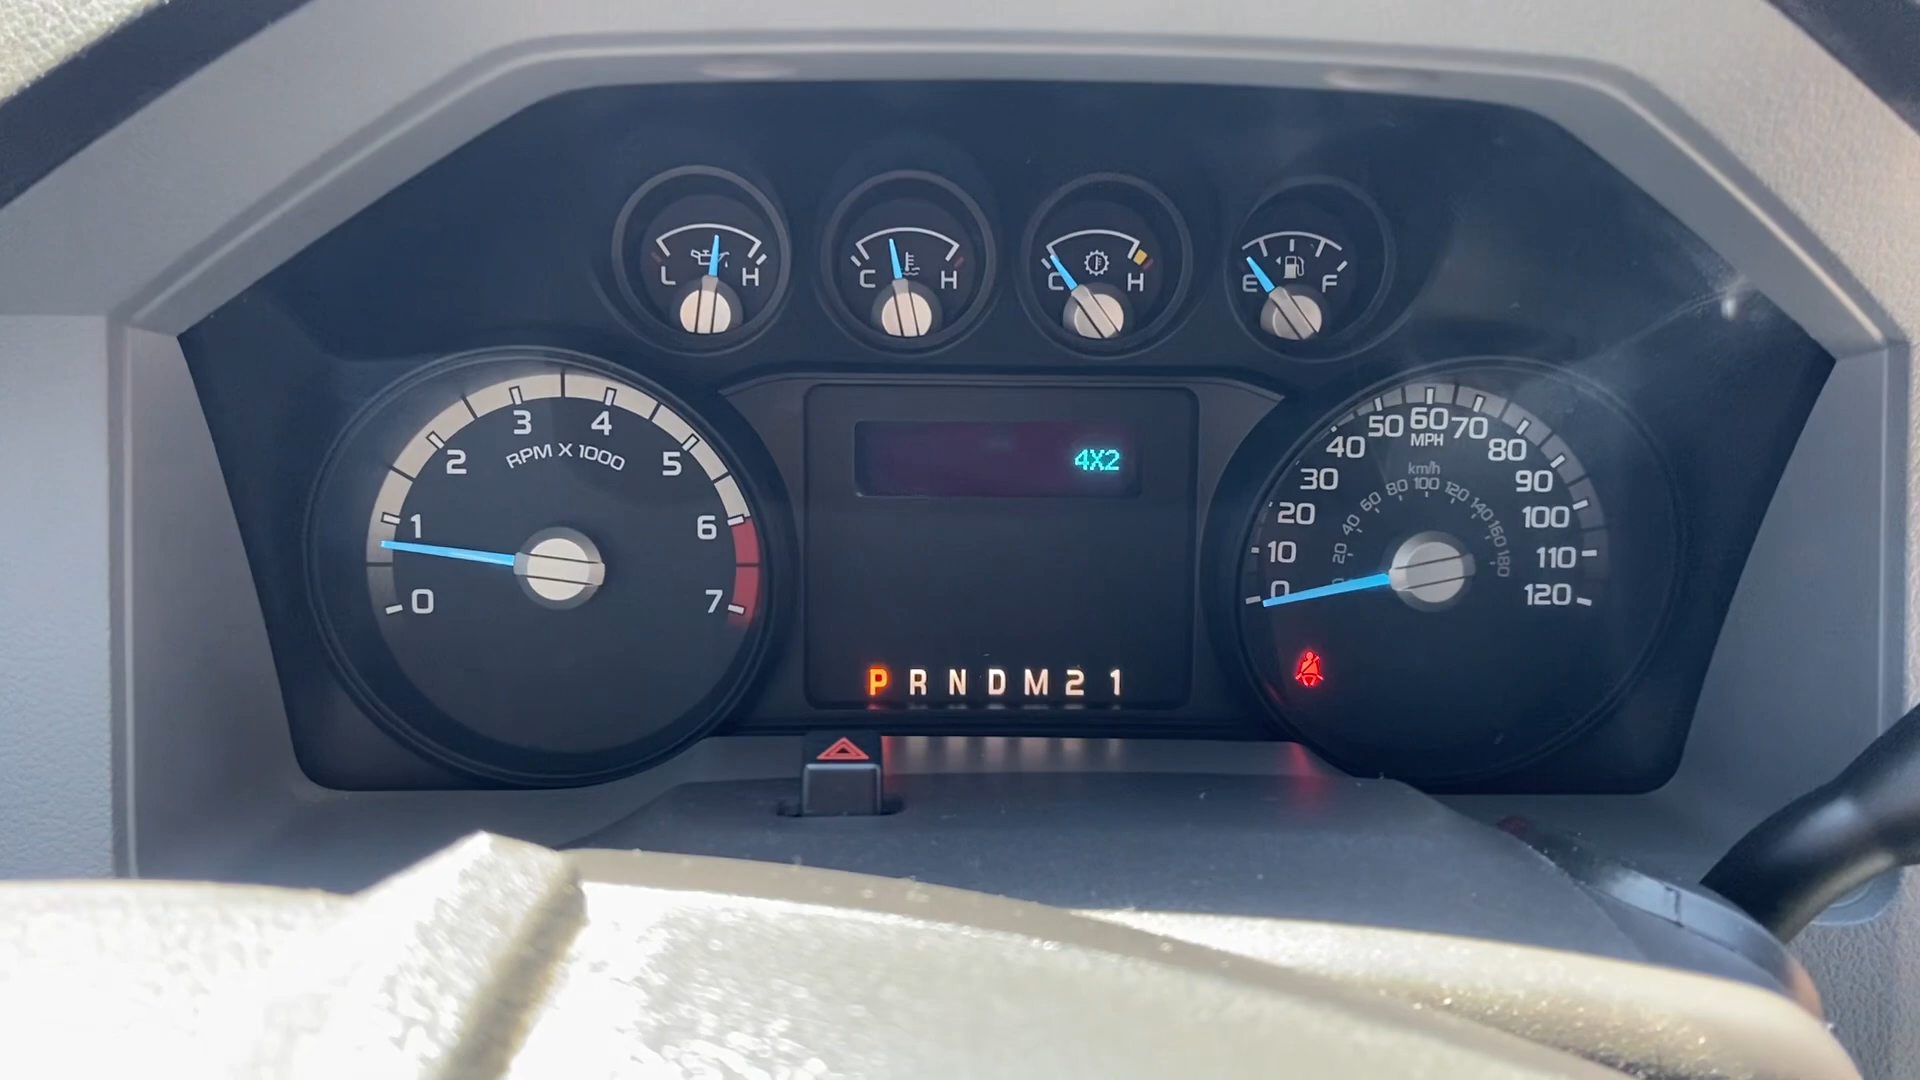 L H
C H
C H
E F
0 1 2 3 4 5 6 7
RPM X 1000
4X2
0 10 20 30 40 50 60 70 80 90 100 110 120
MPH
km/h
20 40 60 80 100 120 140 160 180
P R N D M 2 1